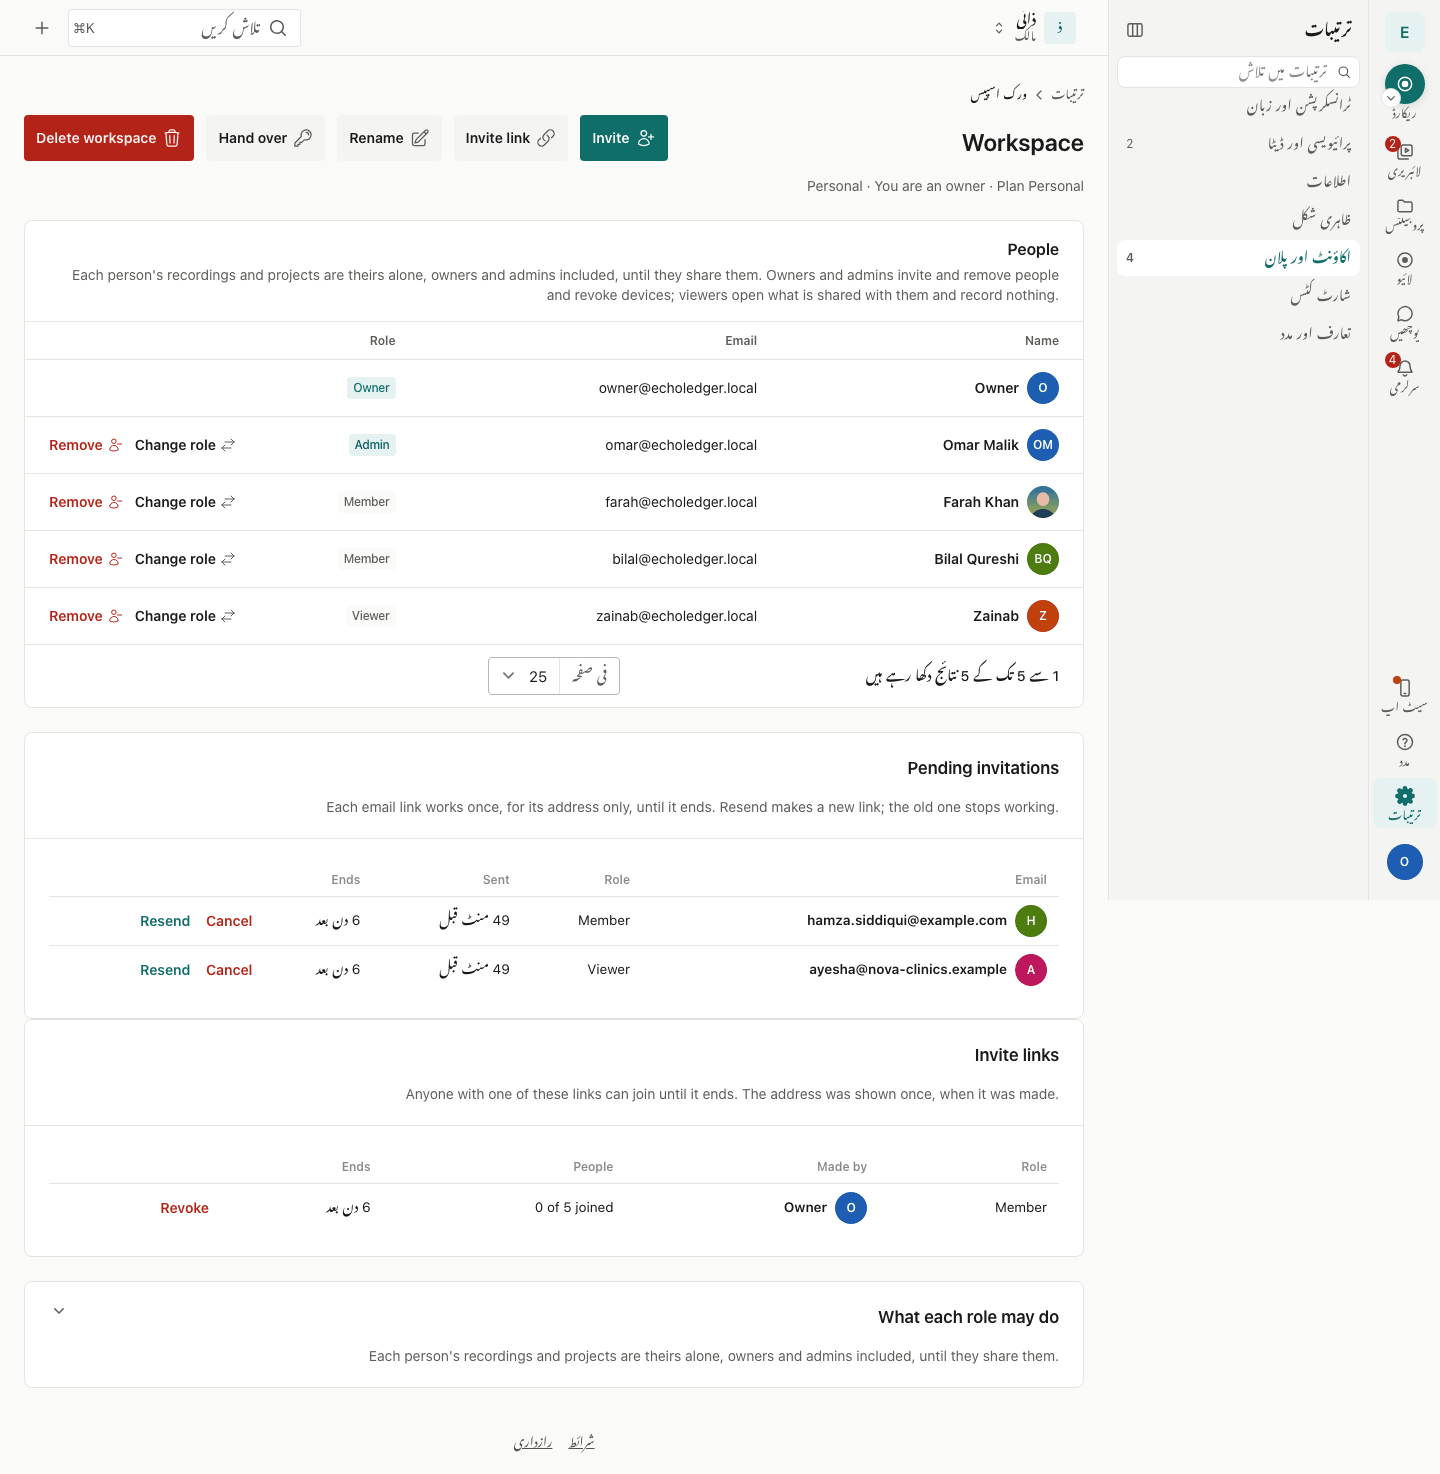 E
ریکارڈ
2
لائبریری
پروجیکٹس
لائیو
پوچھیں
4
سرگرمی
سیٹ اپ
مدد
ترتیبات
O
ترتیبات
ترتیبات میں تلاش
ٹرانسکرپشن اور زبان
پرائیویسی اور ڈیٹا 2
اطلاعات
ظاہری شکل
اکاؤنٹ اور پلان 4
شارٹ کٹس
تعارف اور مدد
ذ ذاتی
مالک
تلاش کریں ⌘K
ترتیبات ورک اسپیس
Workspace
Invite Invite link Rename Hand over Delete workspace
Personal · You are an owner · Plan Personal
People
Each person's recordings and projects are theirs alone, owners and admins included, until they share them. Owners and admins invite and remove people
and revoke devices; viewers open what is shared with them and record nothing.
Name Email Role
O Owner owner@echoledger.local Owner
OM Omar Malik omar@echoledger.local Admin Change role Remove
Farah Khan farah@echoledger.local Member Change role Remove
BQ Bilal Qureshi bilal@echoledger.local Member Change role Remove
Z Zainab zainab@echoledger.local Viewer Change role Remove
1 سے 5 تک کے 5 نتائج دکھا رہے ہیں
فی صفحہ 25
Pending invitations
Each email link works once, for its address only, until it ends. Resend makes a new link; the old one stops working.
Email Role Sent Ends
H hamza.siddiqui@example.com Member 49 منٹ قبل 6 دن بعد Cancel Resend
A ayesha@nova-clinics.example Viewer 49 منٹ قبل 6 دن بعد Cancel Resend
Invite links
Anyone with one of these links can join until it ends. The address was shown once, when it was made.
Role Made by People Ends
Member O Owner 0 of 5 joined 6 دن بعد Revoke
What each role may do
Each person's recordings and projects are theirs alone, owners and admins included, until they share them.
شرائط رازداری